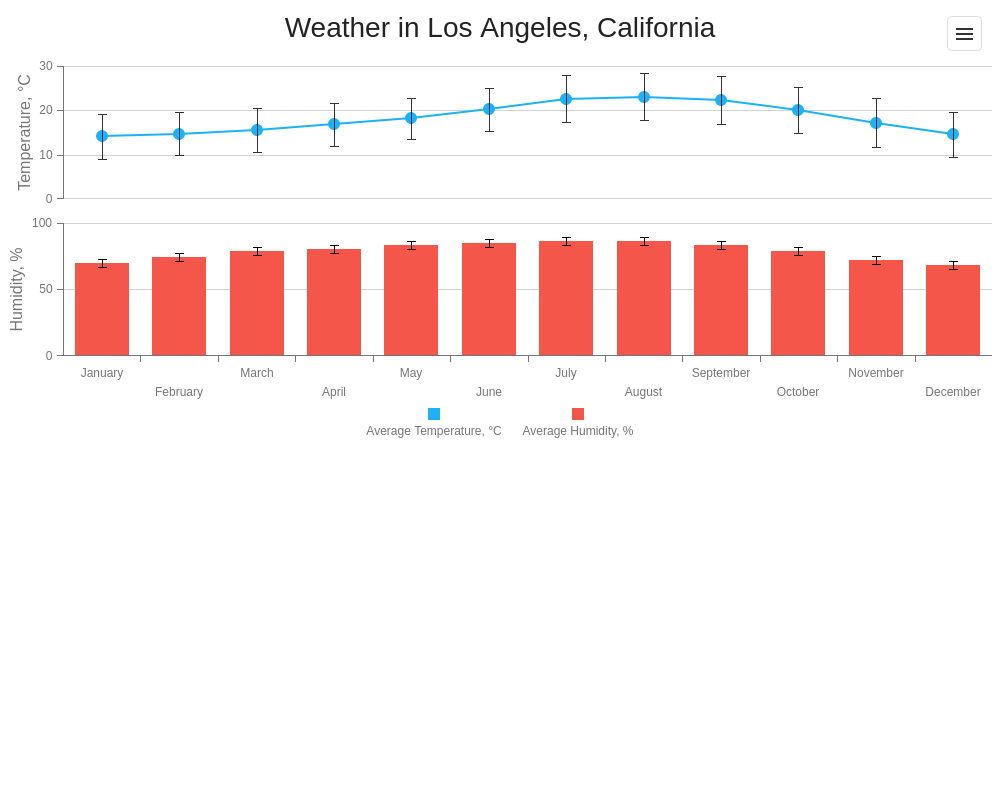 Weather in Los Angeles, California
Temperature, °C
30
20
10
0
Humidity, %
100
50
0
January
February
March
April
May
June
July
August
September
October
November
December
Average Temperature, °C
Average Humidity, %